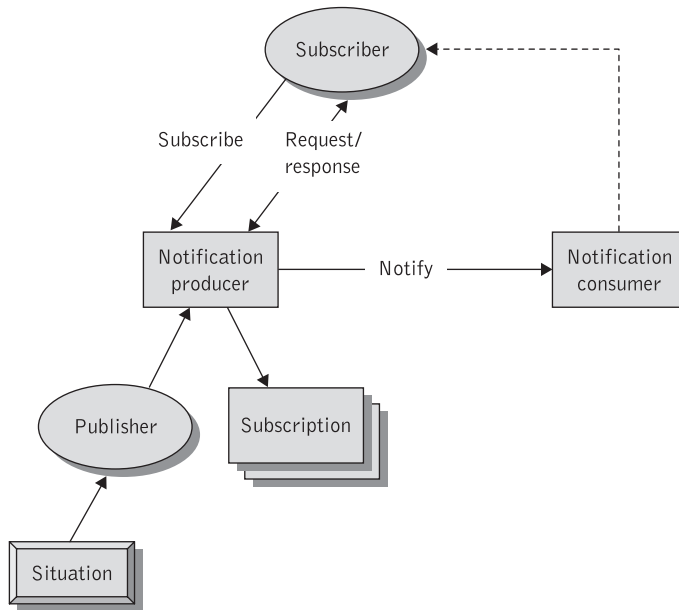 Subscriber
Subscribe
Request/
response
Notification
producer
Notify
Notification
consumer
Publisher
Subscription
Situation